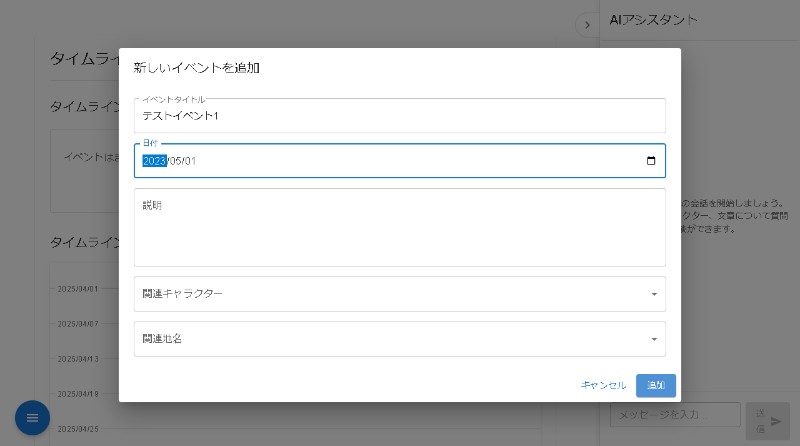 AIアシスタント
タイムライ
新しいイベントを追加
タイムライン
イベントタイトル
テストイベント1
イベントはま
日付
2023/05/01
説明
の会話を開始しましょう。
クター、文章について質問
ができます。
タイムライン
2025/04/01
関連キャラクター
2025/04/07
関連地名
2025/04/13
キャンセル
追加
2025/04/19
メッセージを入力
送信
2025/04/25